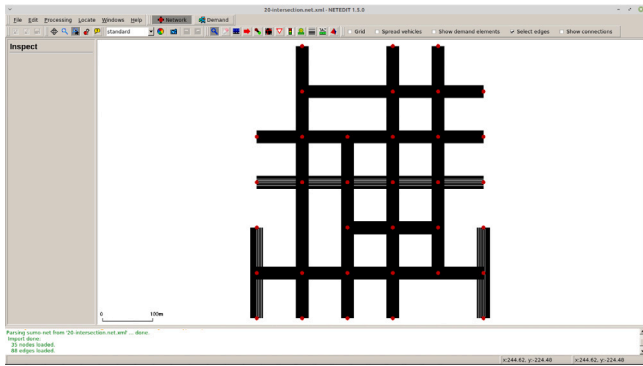 20-intersection.net.xml - NETEDIT 1.3.0
File Edit Processing Locate Windows Help Network Demand
standard Grid Spread vehicles Show demand elements Select edges Show connections
Inspect
0 100m
Parsing sumo-net from '20-intersection.net.xml' ... done.
Import done:
35 nodes loaded.
88 edges loaded.
x:244.62, y:-224.48 x:244.62, y:-224.48